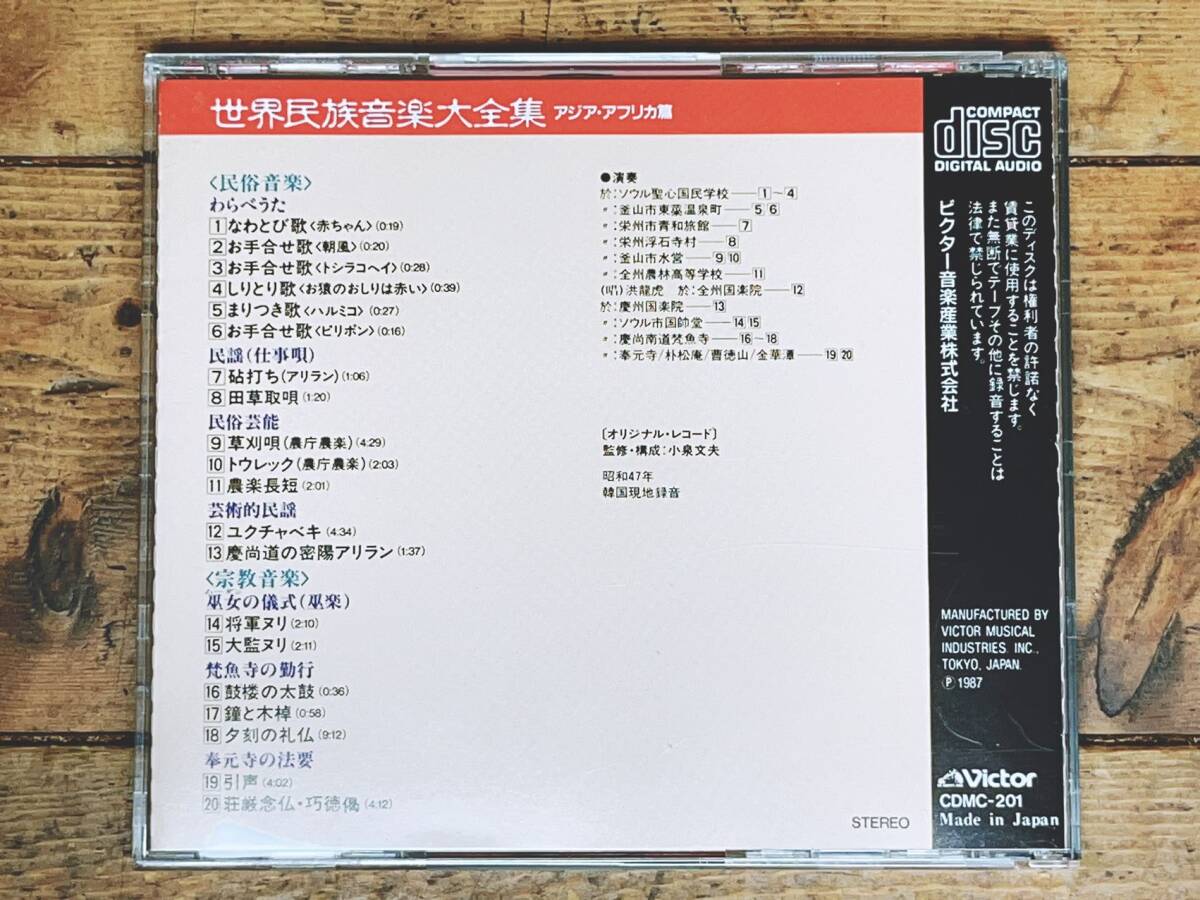 世界民族音楽大全集 アジア・アフリカ篇
〈民俗音楽〉
わらべうた
1 なわとび歌〈赤ちゃん〉(0:19)
2 お手合せ歌〈朝風〉(0:20)
3 お手合せ歌〈トシラコヘイ〉(0:28)
4 しりとり歌〈お猿のおしりは赤い〉(0:39)
5 まりつき歌〈ハルミコ〉(0:27)
6 お手合せ歌〈ピリボン〉(0:16)
民謡(仕事唄)
7 砧打ち(アリラン)(1:06)
8 田草取唄(1:20)
民俗芸能
9 草刈唄(農庁農楽)(4:29)
10 トウレック(農庁農楽)(2:03)
11 農楽長短(2:01)
芸術的民謡
12 ユクチャベキ(4:34)
13 慶尚道の密陽アリラン(1:37)
〈宗教音楽〉
巫女の儀式(巫楽)
14 将軍ヌリ(2:10)
15 大監ヌリ(2:11)
梵魚寺の勤行
16 鼓楼の太鼓(0:36)
17 鐘と木棹(0:58)
18 夕刻の礼仏(9:12)
奉元寺の法要
19 引声(4:02)
20 荘厳念仏・巧徳偈(4:12)
●演奏
於:ソウル聖心国民学校——1〜4
〃:釜山市東萊温泉町——5 6
〃:栄州市青和旅館——7
〃:栄州浮石寺村——8
〃:釜山市水営——9 10
〃:全州農林高等学校——11
(唱)洪龍虎 於:全州国楽院——12
於:慶州国楽院——13
〃:ソウル市国師堂——14 15
〃:慶尚南道梵魚寺——16〜18
〃:奉元寺/朴松庵/曹徳山/金華潭——19 20
〔オリジナル・レコード〕
監修・構成:小泉文夫
昭和47年
韓国現地録音
STEREO
COMPACT
disc
DIGITAL AUDIO
このディスクは権利者の許諾なく
賃貸業に使用することを禁じます。
また無断でテープその他に録音することは
法律で禁じられています。
ビクター音楽産業株式会社
MANUFACTURED BY
VICTOR MUSICAL
INDUSTRIES, INC.,
TOKYO, JAPAN.
Ⓟ 1987
Victor
CDMC-201
Made in Japan